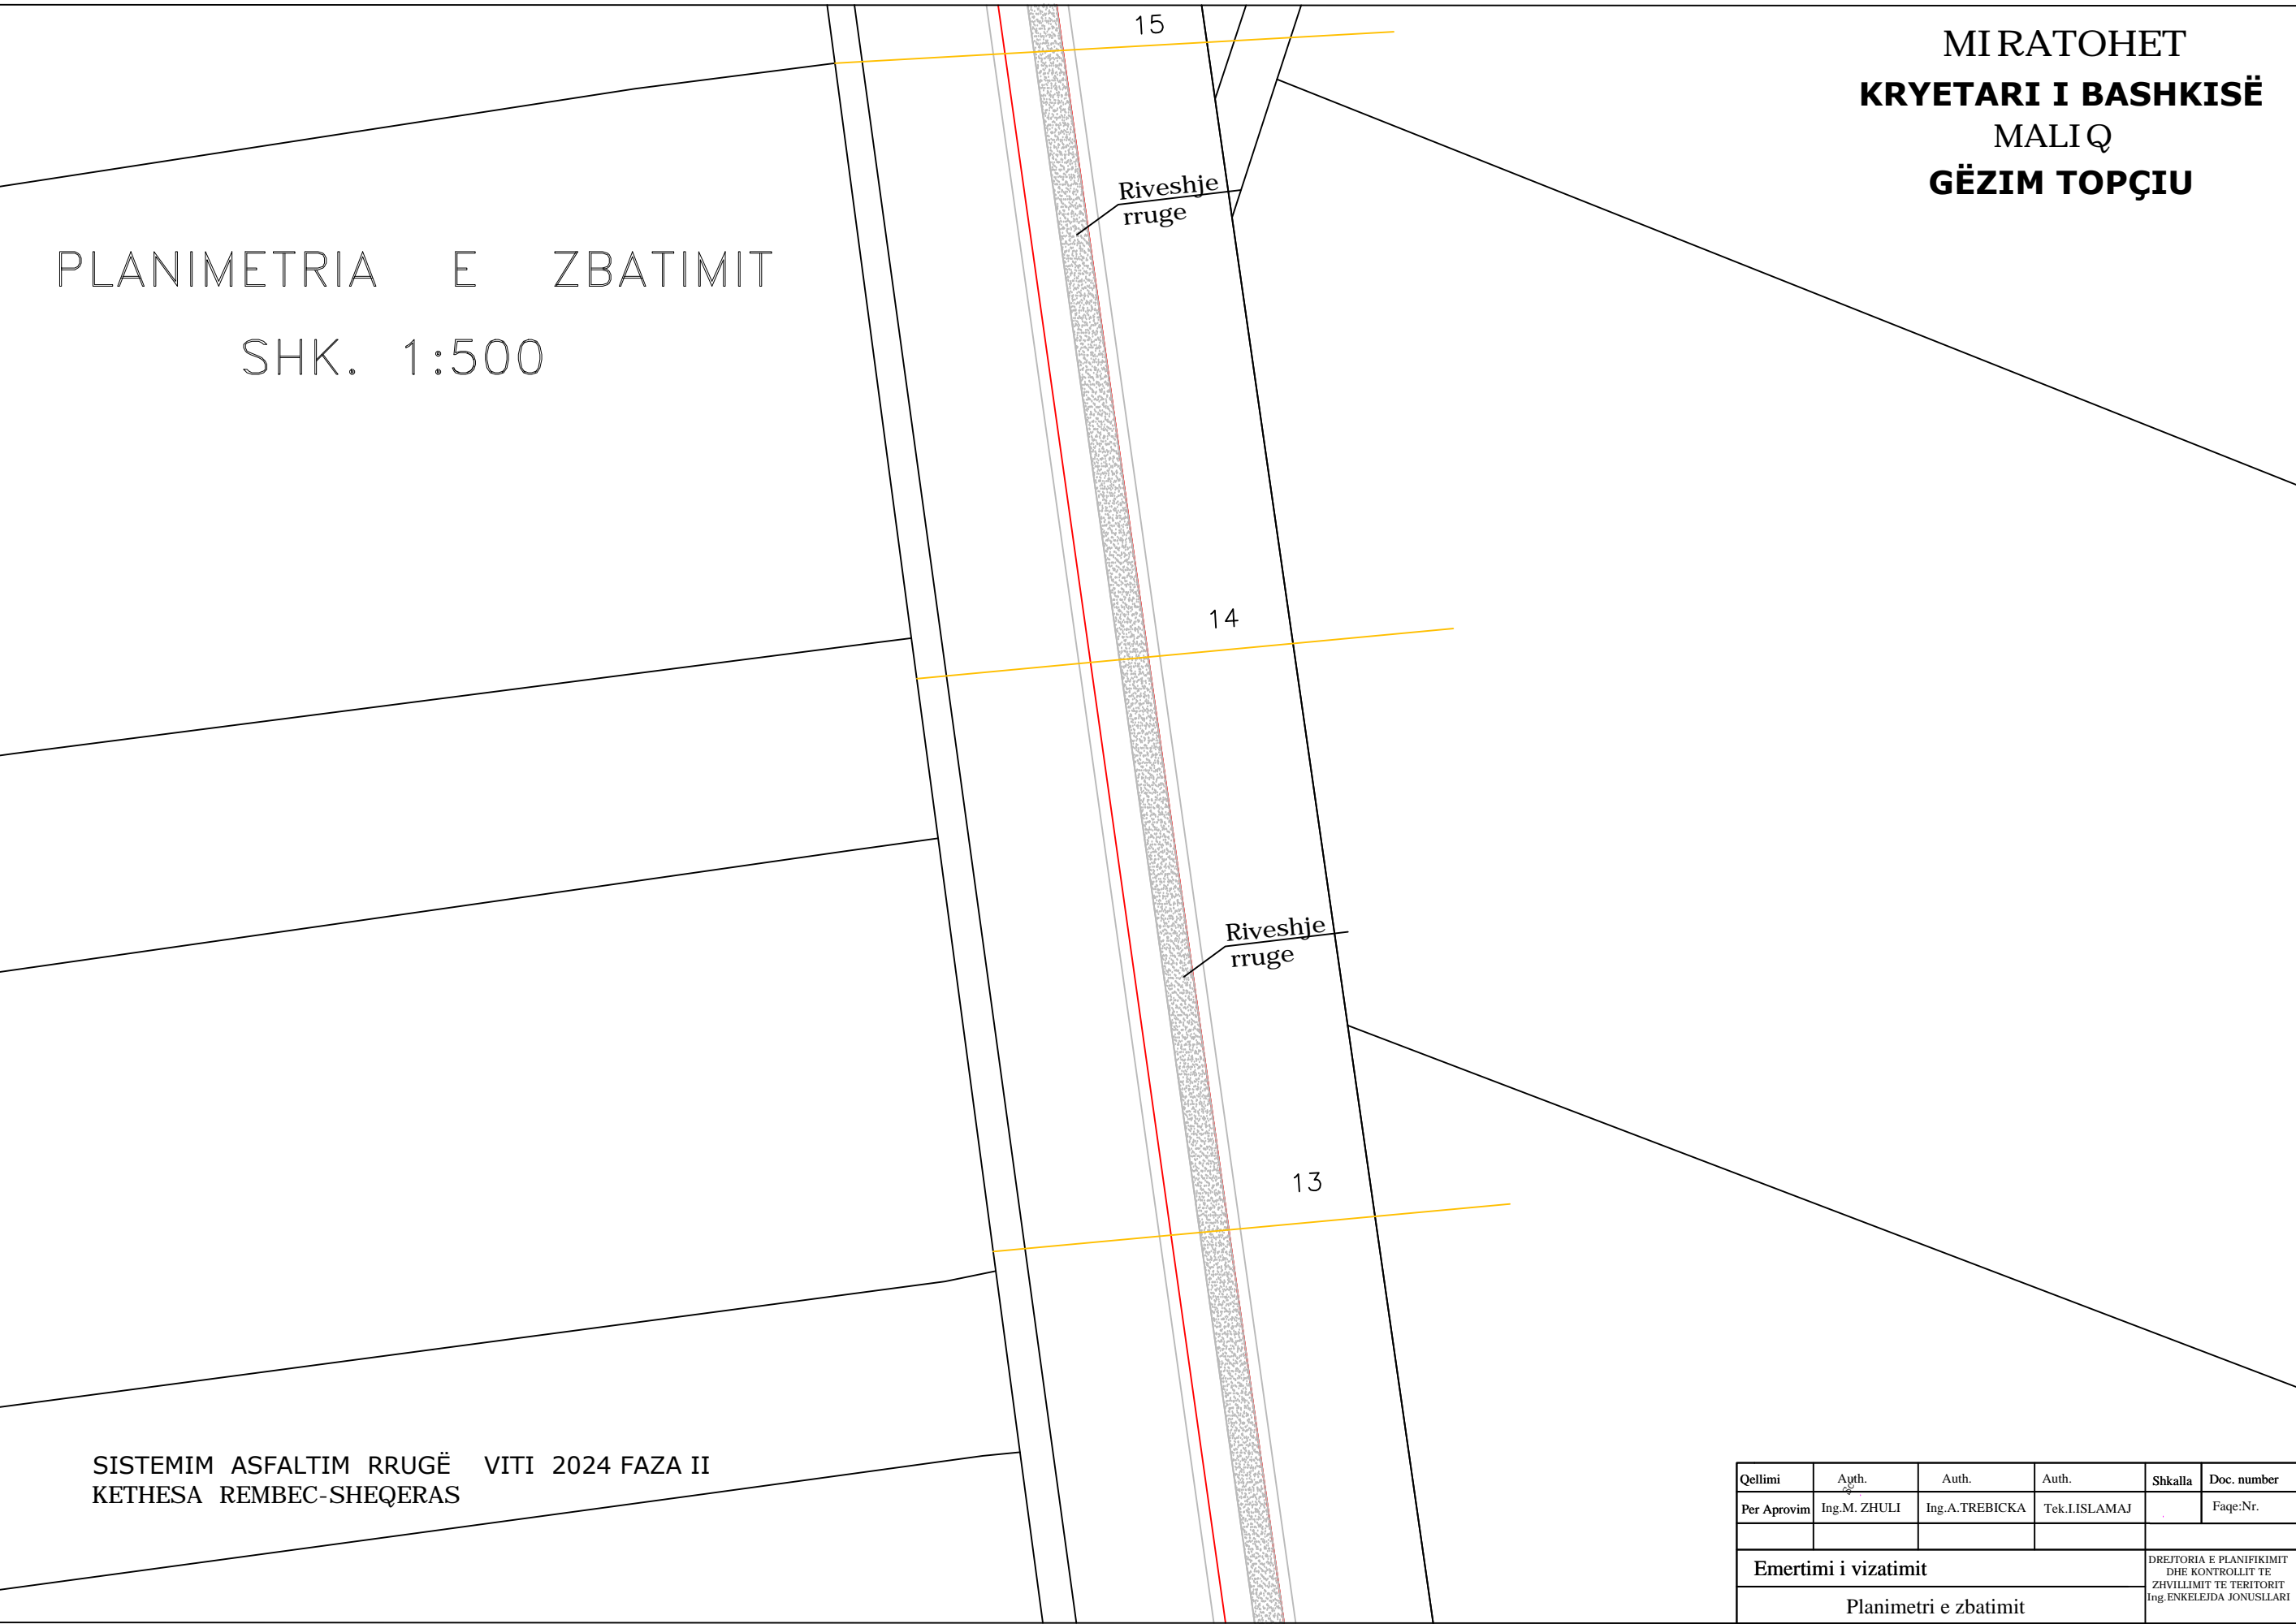 15
MIRATOHET
KRYETARI I BASHKISË
MALIQ
GËZIM TOPÇIU
Riveshje
rruge
PLANIMETRIA E ZBATIMIT
SHK. 1:500
14
Riveshje
rruge
13
SISTEMIM ASFALTIM RRUGË VITI 2024 FAZA II
KETHESA REMBEC-SHEQERAS
Qellimi Auth. Auth. Auth. Shkalla Doc. number
Per Aprovim Ing.M. ZHULI Ing.A.TREBICKA Tek.I.ISLAMAJ Faqe:Nr.
Emertimi i vizatimit
Planimetri e zbatimit
DREJTORIA E PLANIFIKIMIT
DHE KONTROLLIT TE
ZHVILLIMIT TE TERITORIT
Ing.ENKELEJDA JONUSLLARI